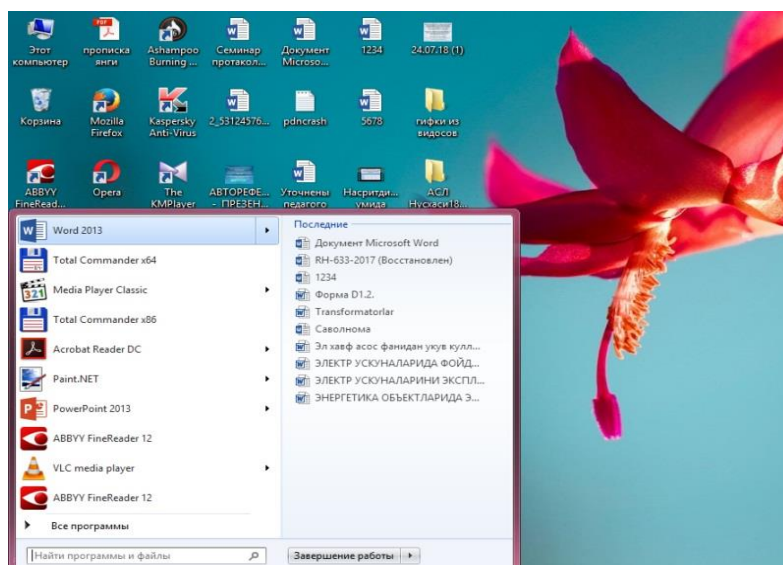 Этот компьютер
прописка янги
Ashampoo Burning ...
Семинар протакол...
Документ Microso...
1234
24.07.18 (1)
Корзина
Mozilla Firefox
Kaspersky Anti-Virus
2_53124576...
pdncrash
5678
гифки из видосов
ABBYY FineRead...
Opera
The KMPlayer
АВТОРЕФЕ... - ПРЕЗЕН...
Уточнены педагого
Насритди... умида
АСЛ Нусхаси18...
Word 2013
Total Commander x64
Media Player Classic
Total Commander x86
Acrobat Reader DC
Paint.NET
PowerPoint 2013
ABBYY FineReader 12
VLC media player
ABBYY FineReader 12
Все программы
Найти программы и файлы
Последние
Документ Microsoft Word
RH-633-2017 (Восстановлен)
1234
Форма D1.2.
Transformatorlar
Саволнома
Эл хавф асос фанидан укув кулл...
ЭЛЕКТР УСКУНАЛАРИДА ФОЙД...
ЭЛЕКТР УСКУНАЛАРИНИ ЭКСПЛ...
ЭНЕРГЕТИКА ОБЪЕКТЛАРИДА Э...
Завершение работы